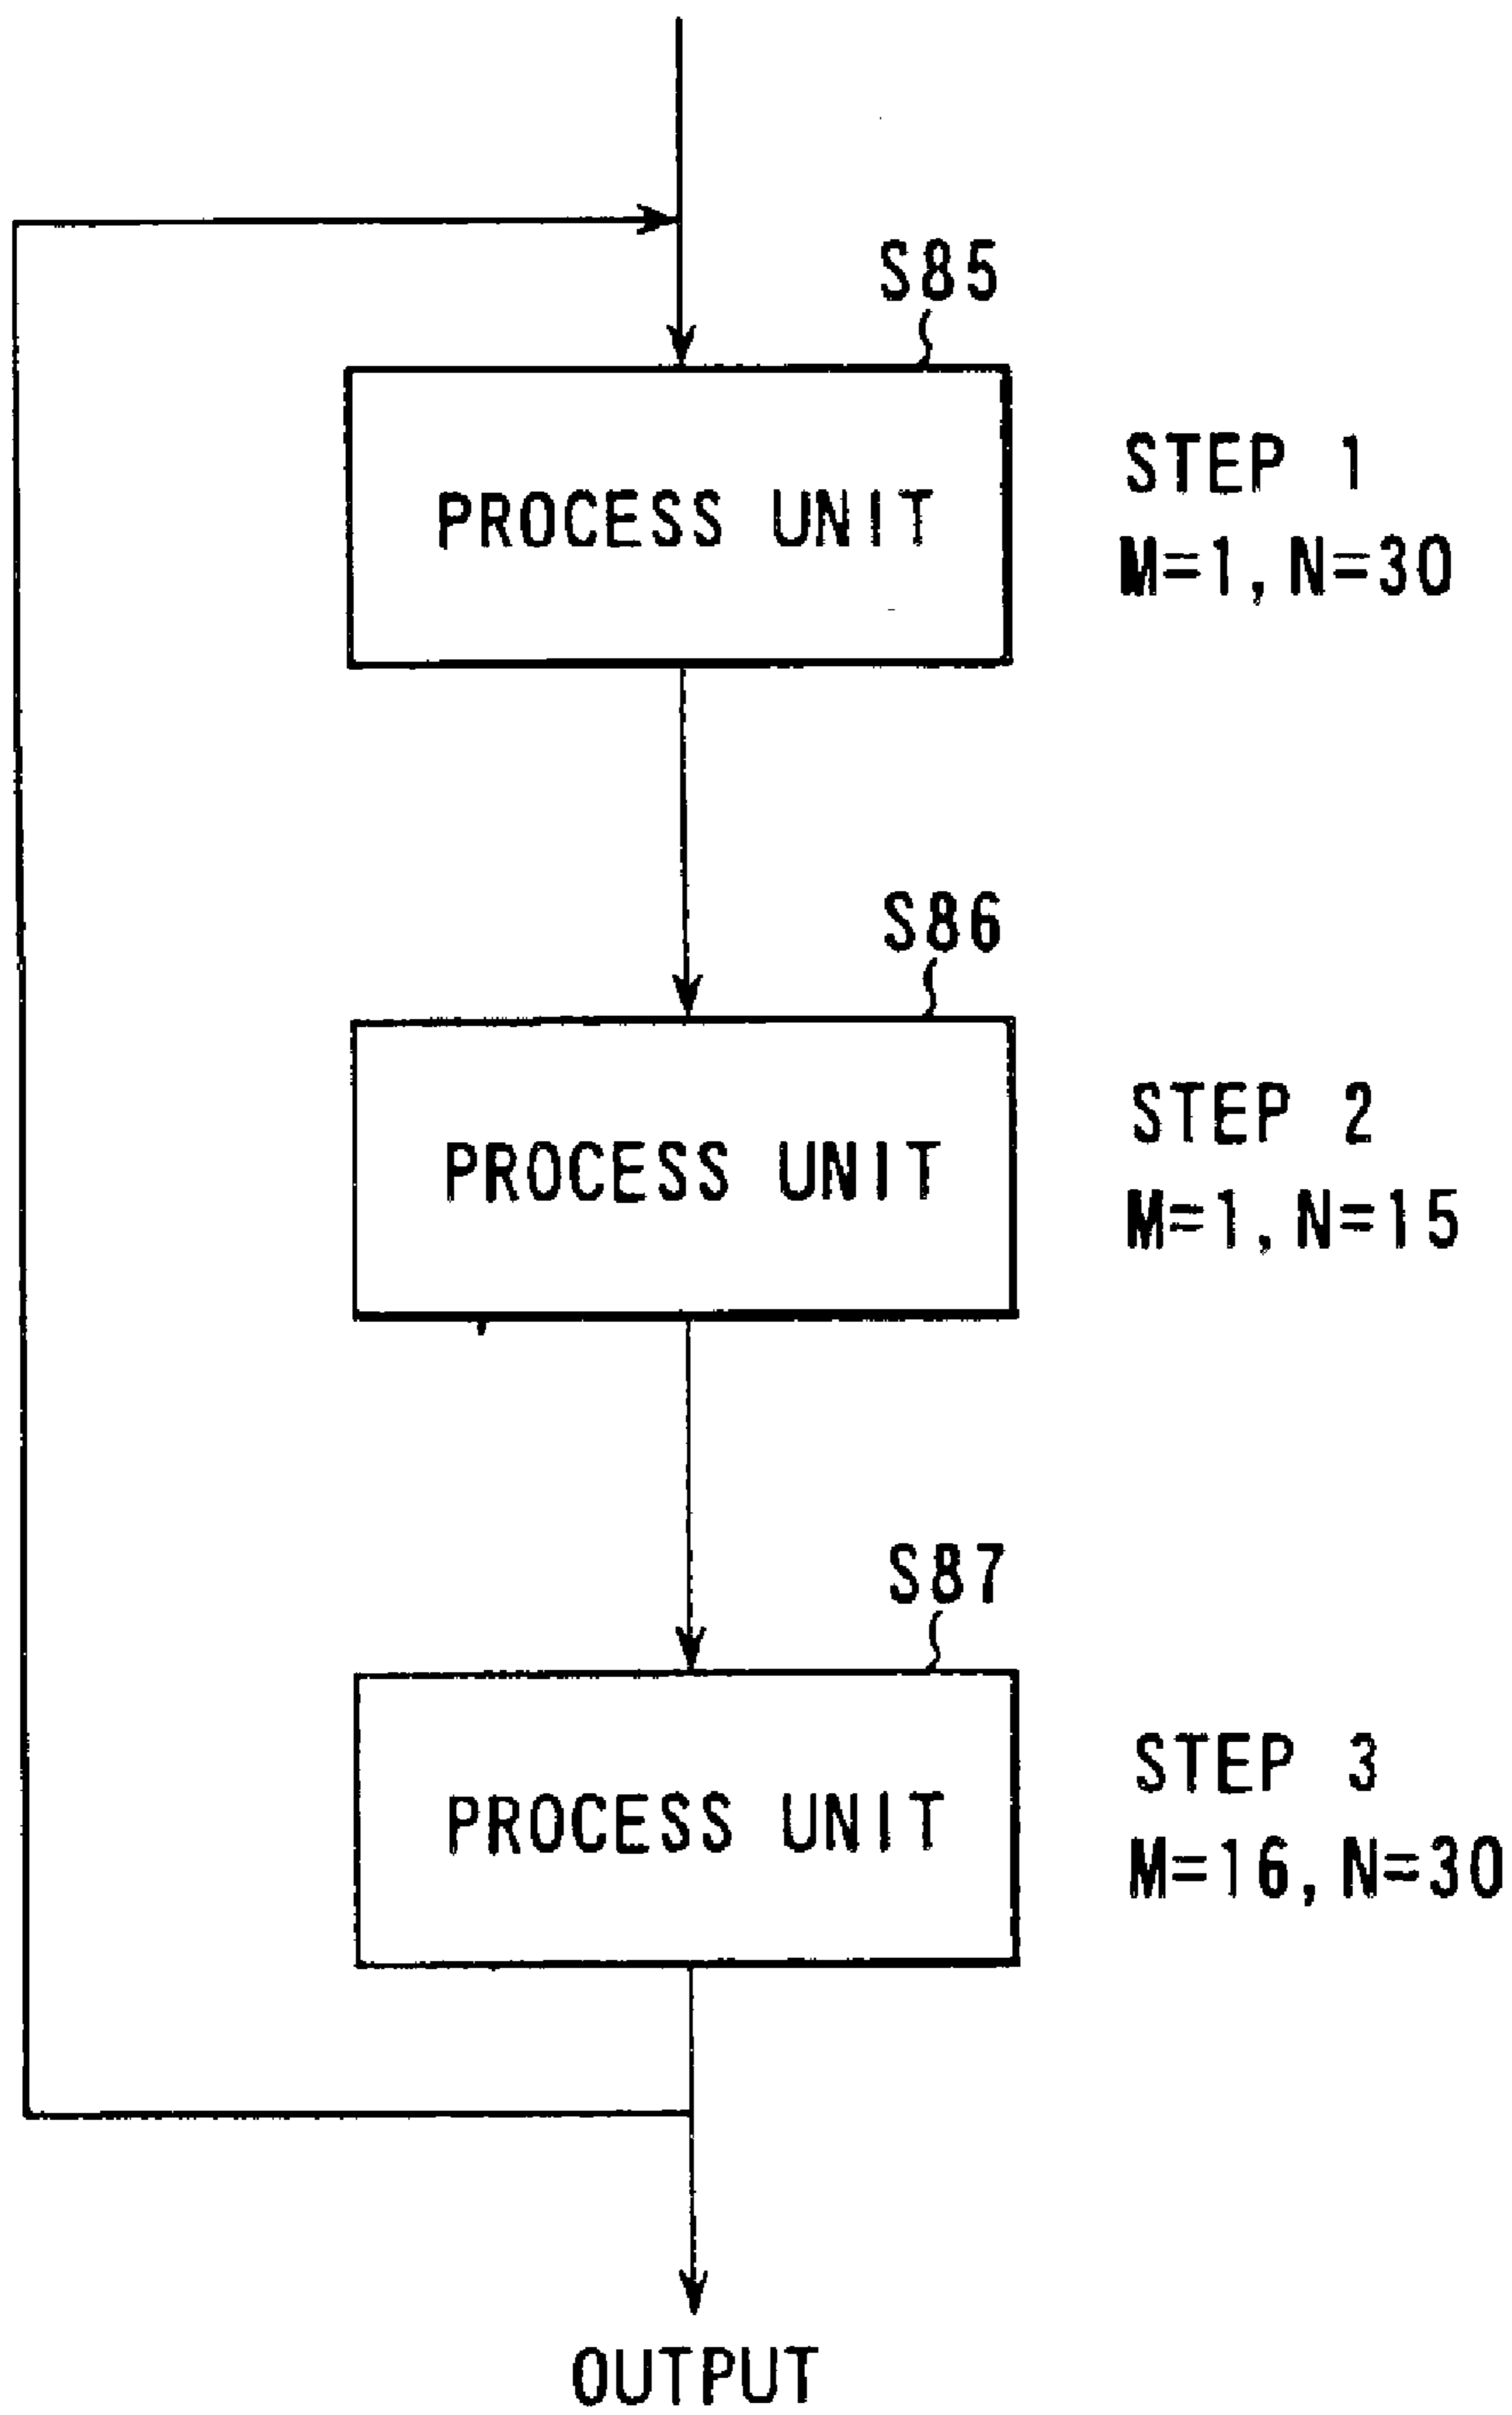 S85
PROCESS UNIT
STEP 1
M=1, N=30
S86
PROCESS UNIT
STEP 2
M=1, N=15
S87
PROCESS UNIT
STEP 3
M=16, N=30
OUTPUT